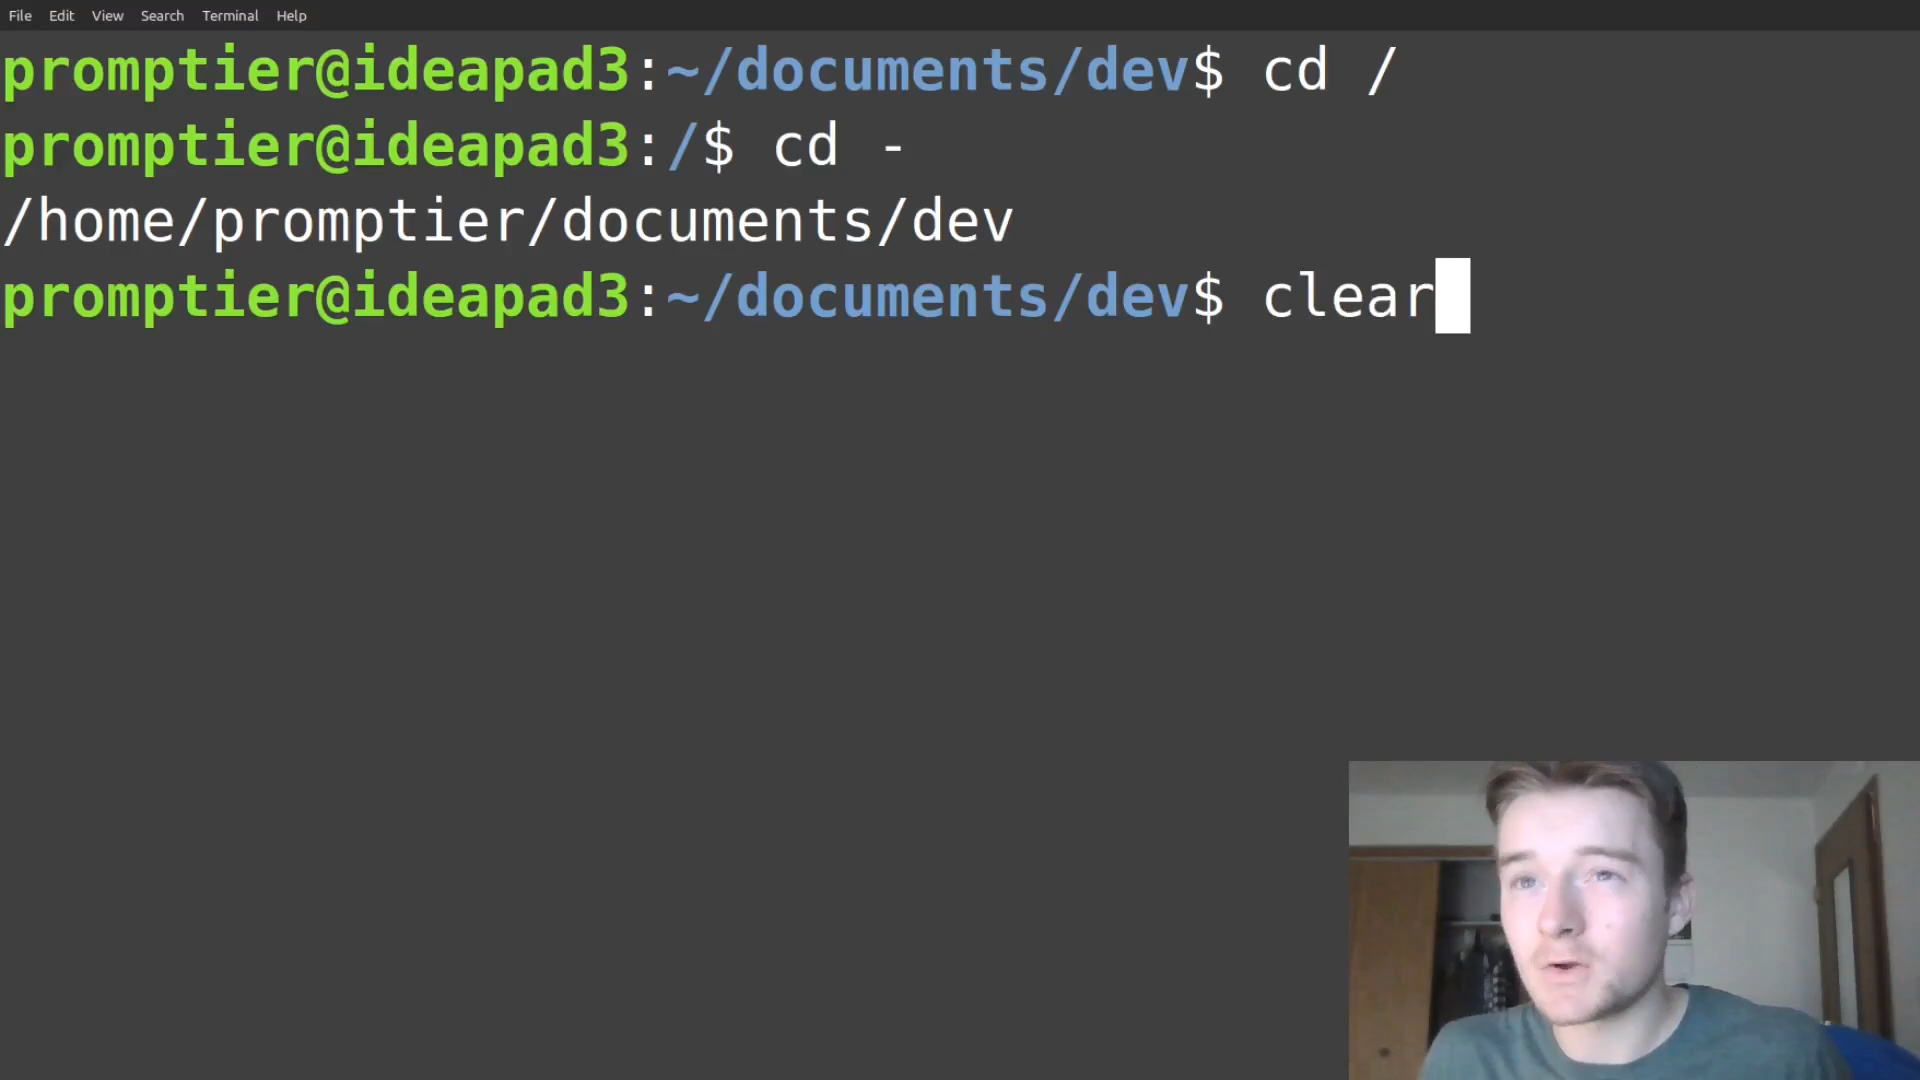 File Edit View Search Terminal Help
promptier@ideapad3:~/documents/dev$ cd /
promptier@ideapad3:/$ cd -
/home/promptier/documents/dev
promptier@ideapad3:~/documents/dev$ clear